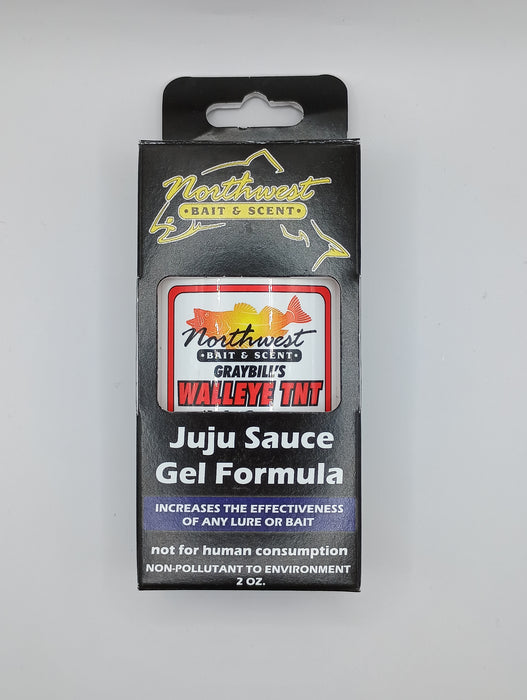 Northwest
• BAIT & SCENT •
Northwest
• BAIT & SCENT •
GRAYBILL'S
WALLEYE TNT
Juju Sauce
Gel Formula
INCREASES THE EFFECTIVENESS
OF ANY LURE OR BAIT
not for human consumption
NON-POLLUTANT TO ENVIRONMENT
2 OZ.